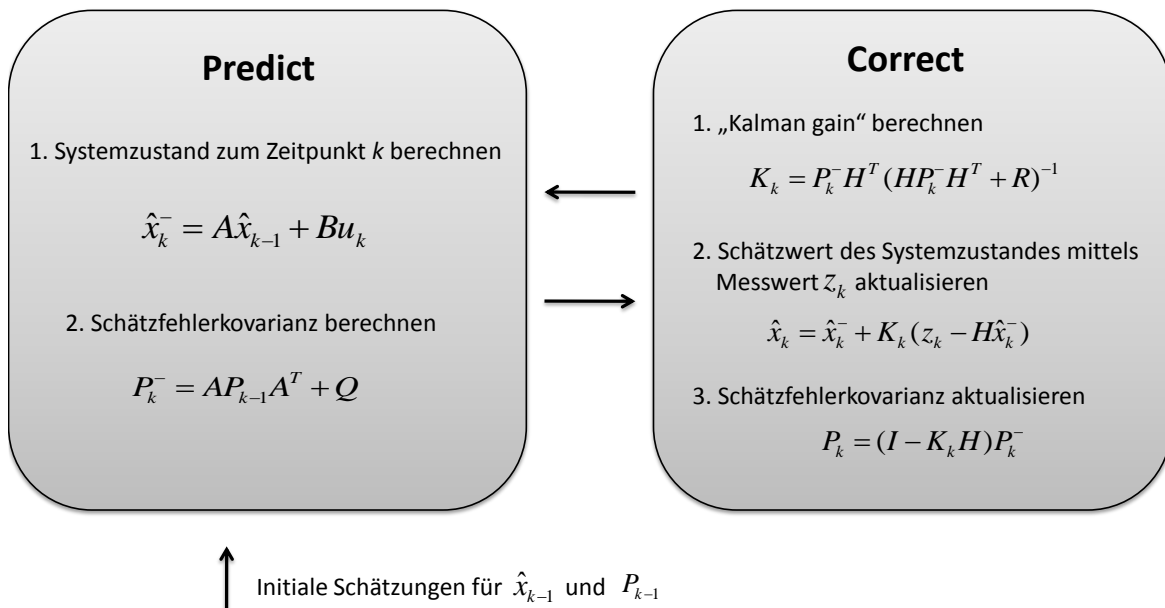 Predict
1. Systemzustand zum Zeitpunkt k berechnen
x̂ₖ⁻ = Ax̂ₖ₋₁ + Buₖ
2. Schätzfehlerkovarianz berechnen
Pₖ⁻ = APₖ₋₁Aᵀ + Q
Correct
1. „Kalman gain“ berechnen
Kₖ = Pₖ⁻Hᵀ(HPₖ⁻Hᵀ + R)⁻¹
2. Schätzwert des Systemzustandes mittels
Messwert zₖ aktualisieren
x̂ₖ = x̂ₖ⁻ + Kₖ(zₖ − Hx̂ₖ⁻)
3. Schätzfehlerkovarianz aktualisieren
Pₖ = (I − KₖH)Pₖ⁻
Initiale Schätzungen für x̂ₖ₋₁ und Pₖ₋₁